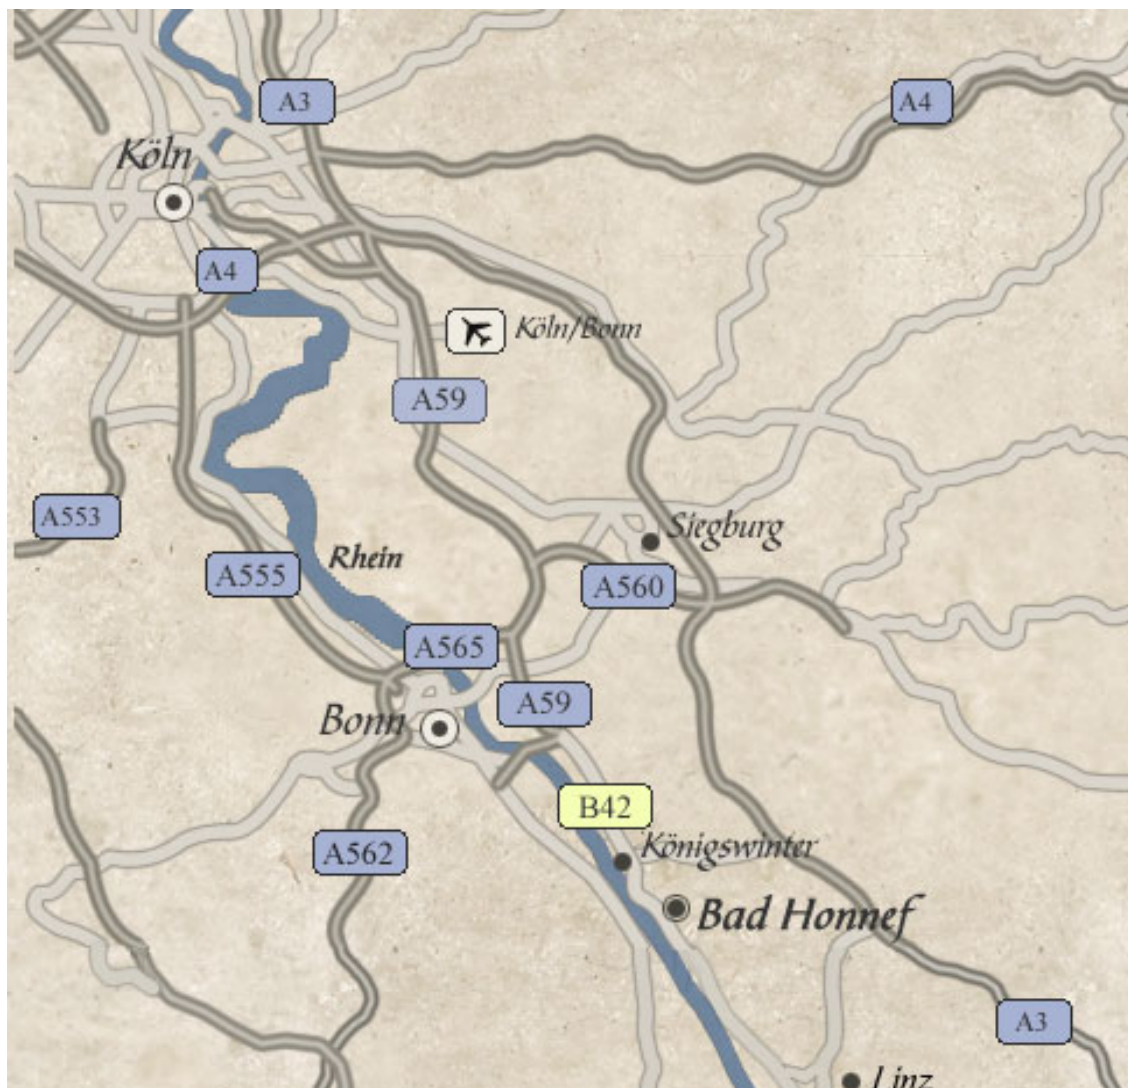 A3
A4
Köln
A4
Köln/Bonn
A59
A553
Siegburg
Rhein
A555
A560
A565
A59
Bonn
B42
A562
Königswinter
Bad Honnef
A3
Linz